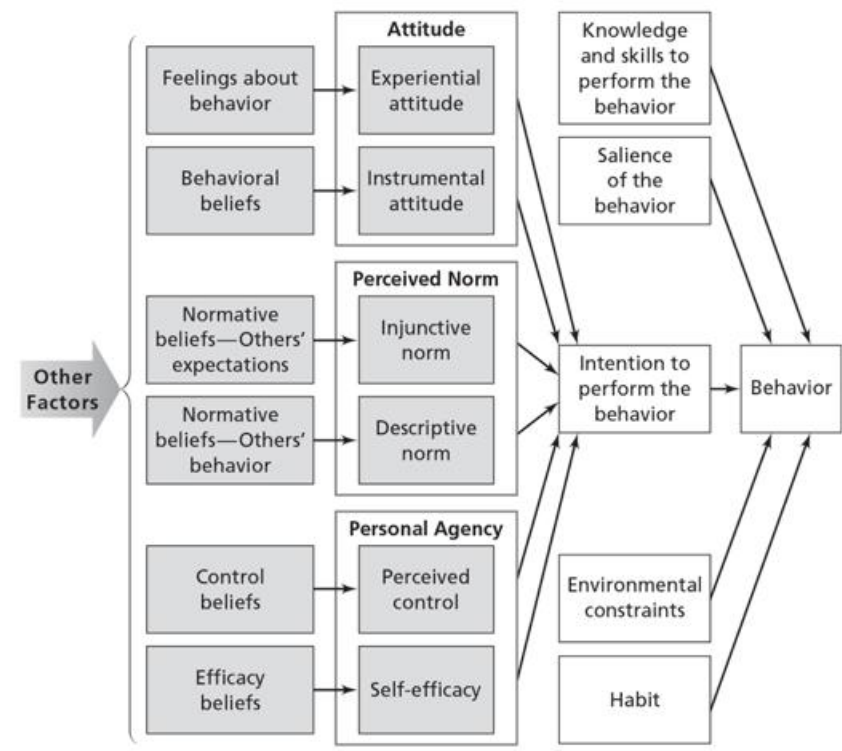 Other
Factors
Feelings about
behavior
Behavioral
beliefs
Normative
beliefs—Others’
expectations
Normative
beliefs—Others’
behavior
Control
beliefs
Efficacy
beliefs
Attitude
Experiential
attitude
Instrumental
attitude
Perceived Norm
Injunctive
norm
Descriptive
norm
Personal Agency
Perceived
control
Self-efficacy
Knowledge
and skills to
perform the
behavior
Salience
of the
behavior
Intention to
perform the
behavior
Environmental
constraints
Habit
Behavior